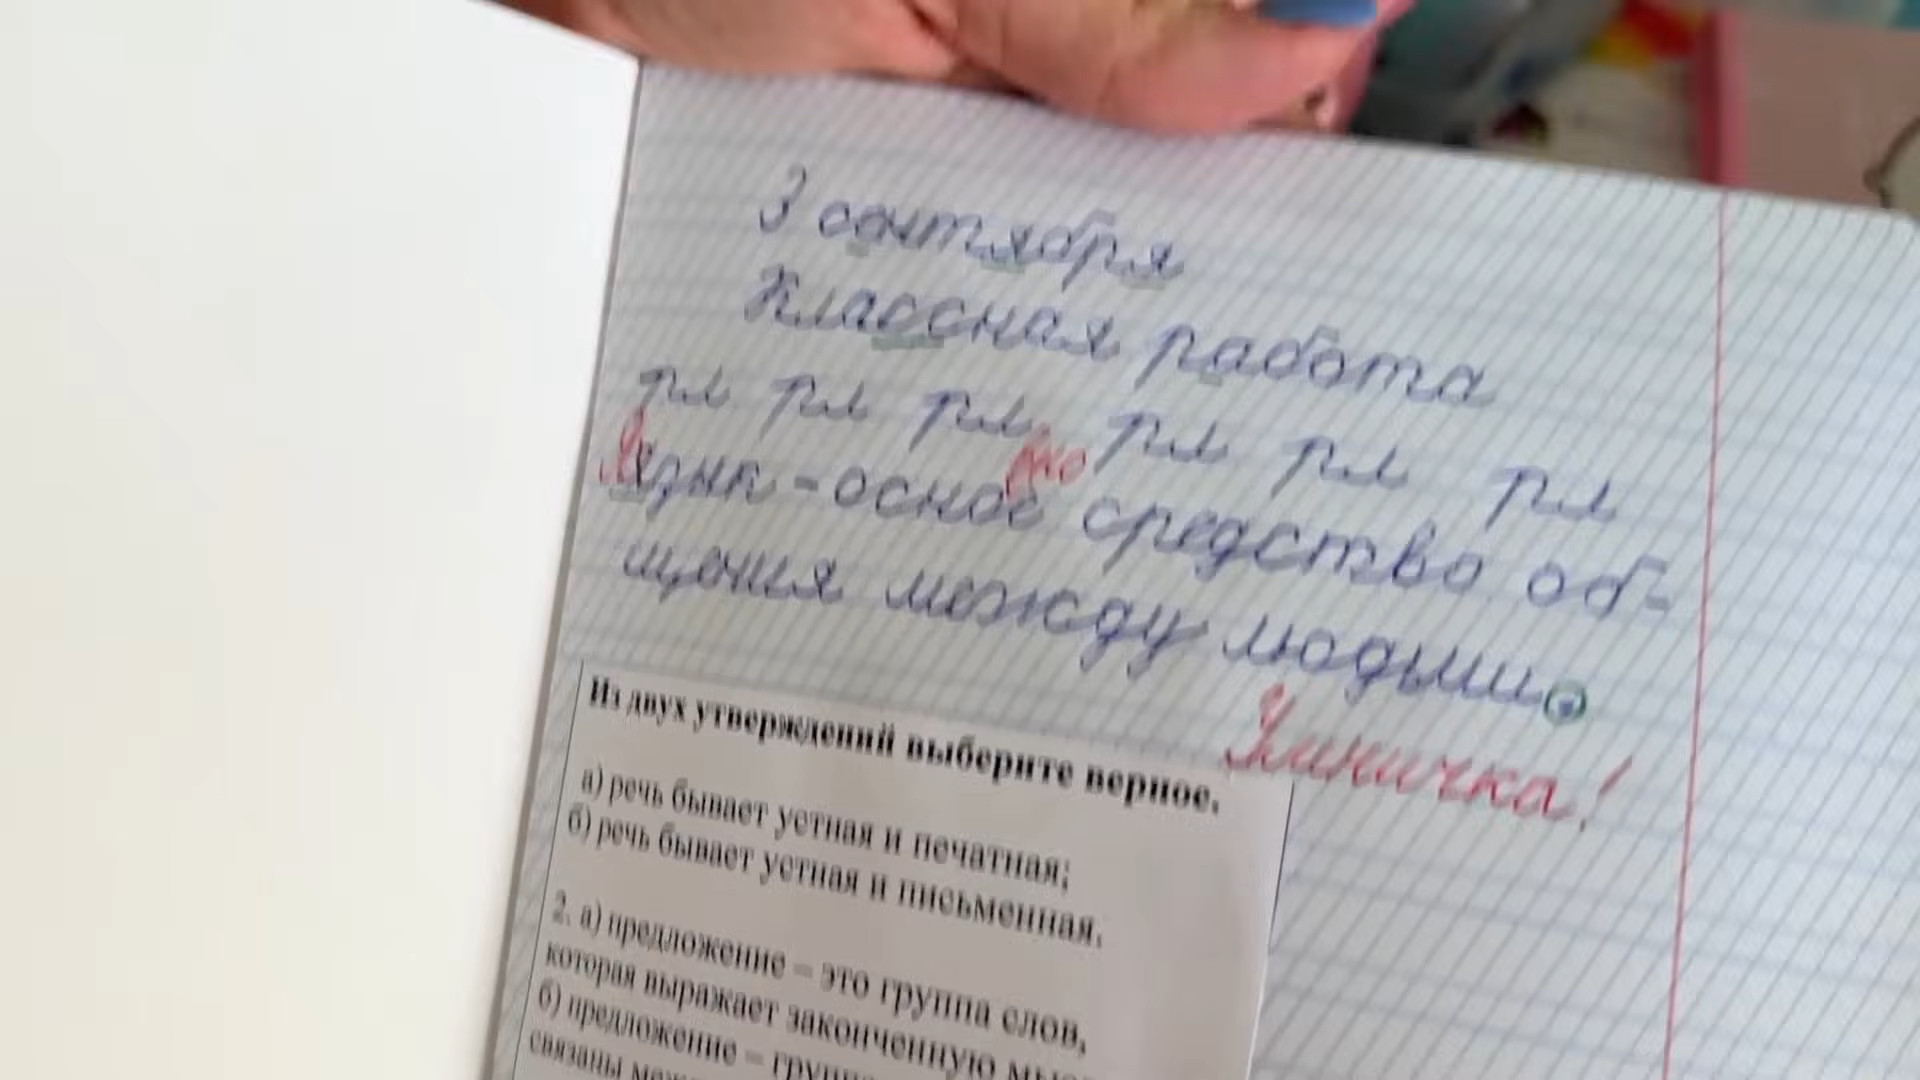 3 сентября
Классная работа
рл рл рл рл рл рл
Язык - основное средство об-
щения между людьми.
Умничка!
Из двух утверждений выберите верное.
а) речь бывает устная и печатная;
б) речь бывает устная и письменная.
2. а) предложение – это группа слов,
которая выражает законченную
б) предложение –
связаны